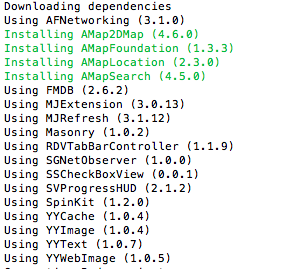 Downloading dependencies
Using AFNetworking (3.1.0)
Installing AMap2DMap (4.6.0)
Installing AMapFoundation (1.3.3)
Installing AMapLocation (2.3.0)
Installing AMapSearch (4.5.0)
Using FMDB (2.6.2)
Using MJExtension (3.0.13)
Using MJRefresh (3.1.12)
Using Masonry (1.0.2)
Using RDVTabBarController (1.1.9)
Using SGNetObserver (1.0.0)
Using SSCheckBoxView (0.0.1)
Using SVProgressHUD (2.1.2)
Using SpinKit (1.2.0)
Using YYCache (1.0.4)
Using YYImage (1.0.4)
Using YYText (1.0.7)
Using YYWebImage (1.0.5)